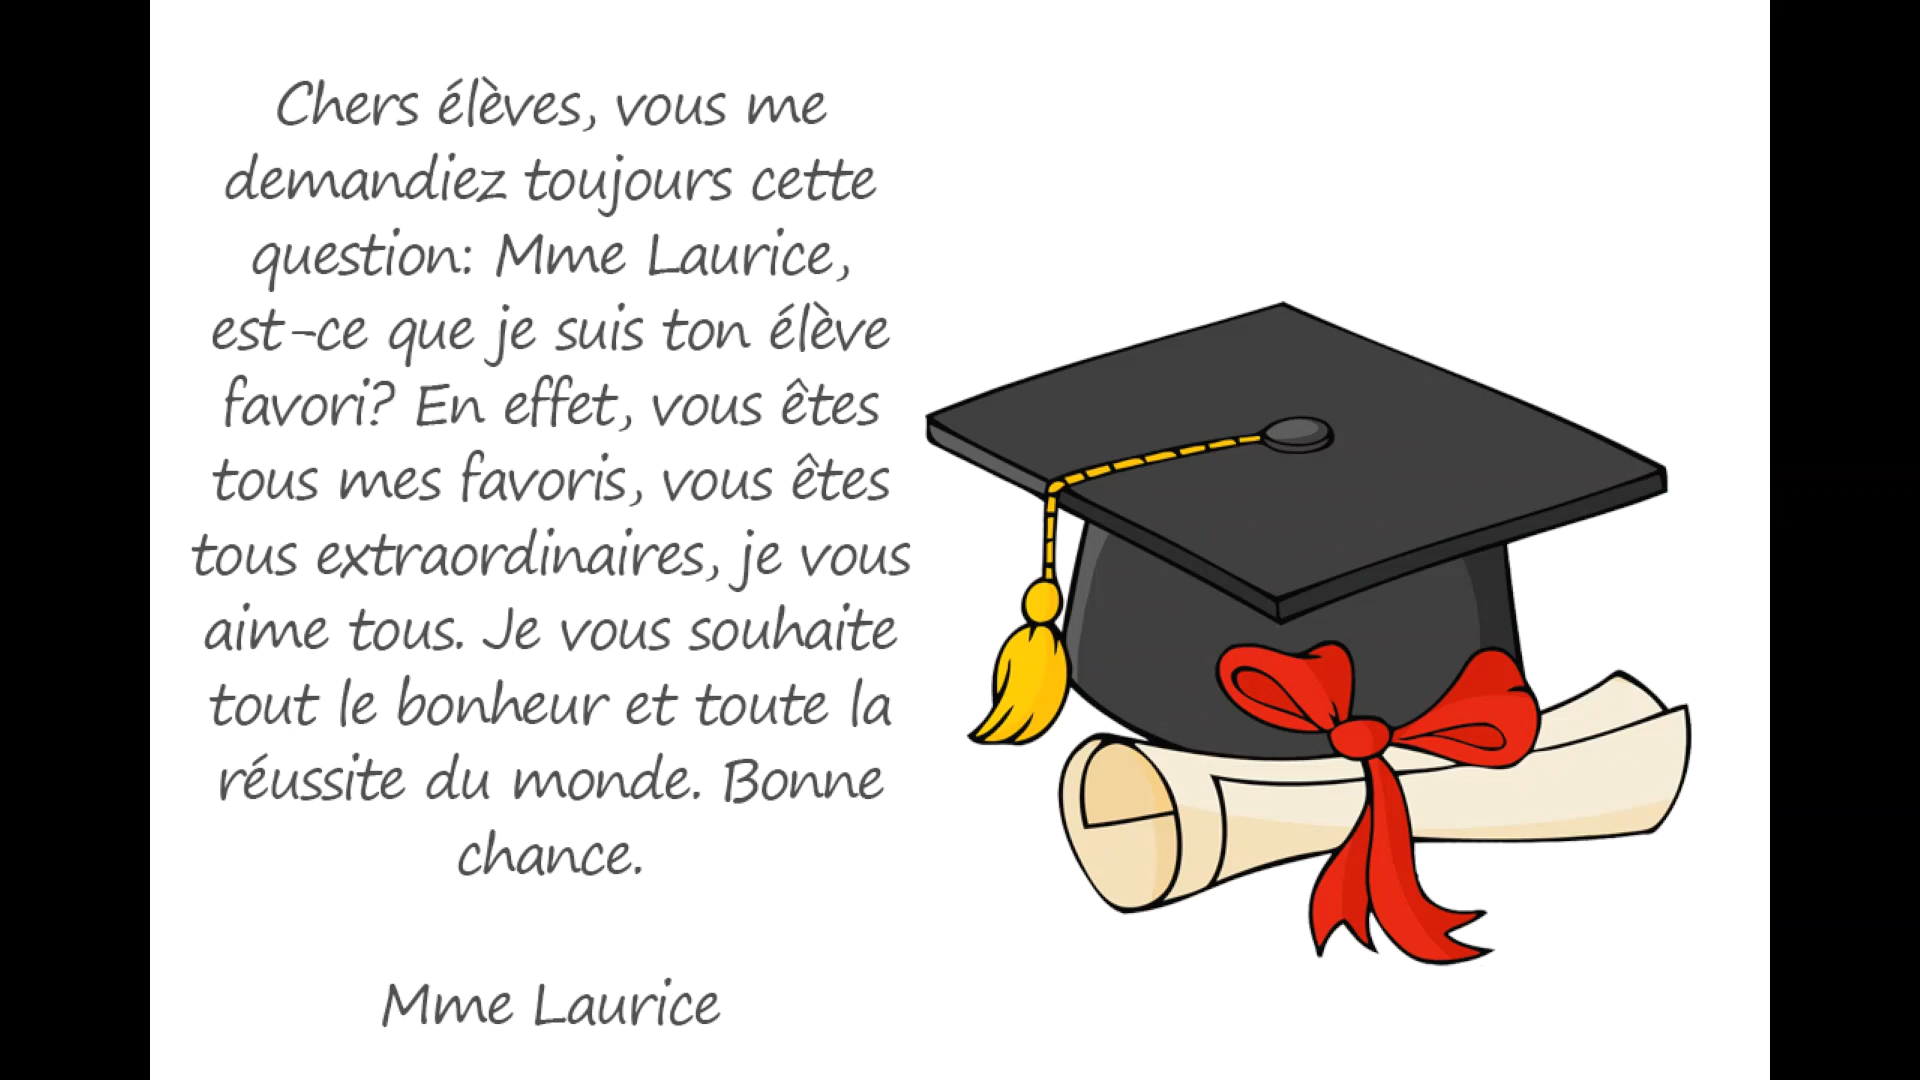 Chers élèves, vous me
demandiez toujours cette
question: Mme Laurice,
est-ce que je suis ton élève
favori? En effet, vous êtes
tous mes favoris, vous êtes
tous extraordinaires, je vous
aime tous. Je vous souhaite
tout le bonheur et toute la
réussite du monde. Bonne
chance.
Mme Laurice